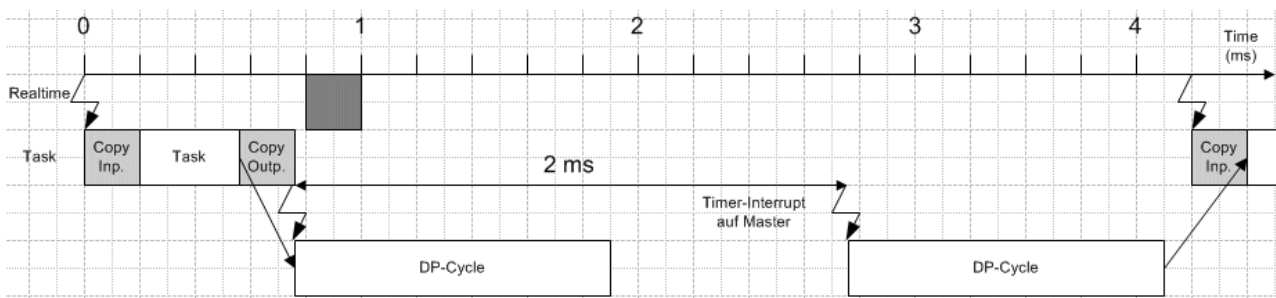 0
1
2
3
4
Time
(ms)
Realtime
Task
Copy
Inp.
Task
Copy
Outp.
2 ms
Copy
Inp.
Timer-Interrupt
auf Master
DP-Cycle
DP-Cycle